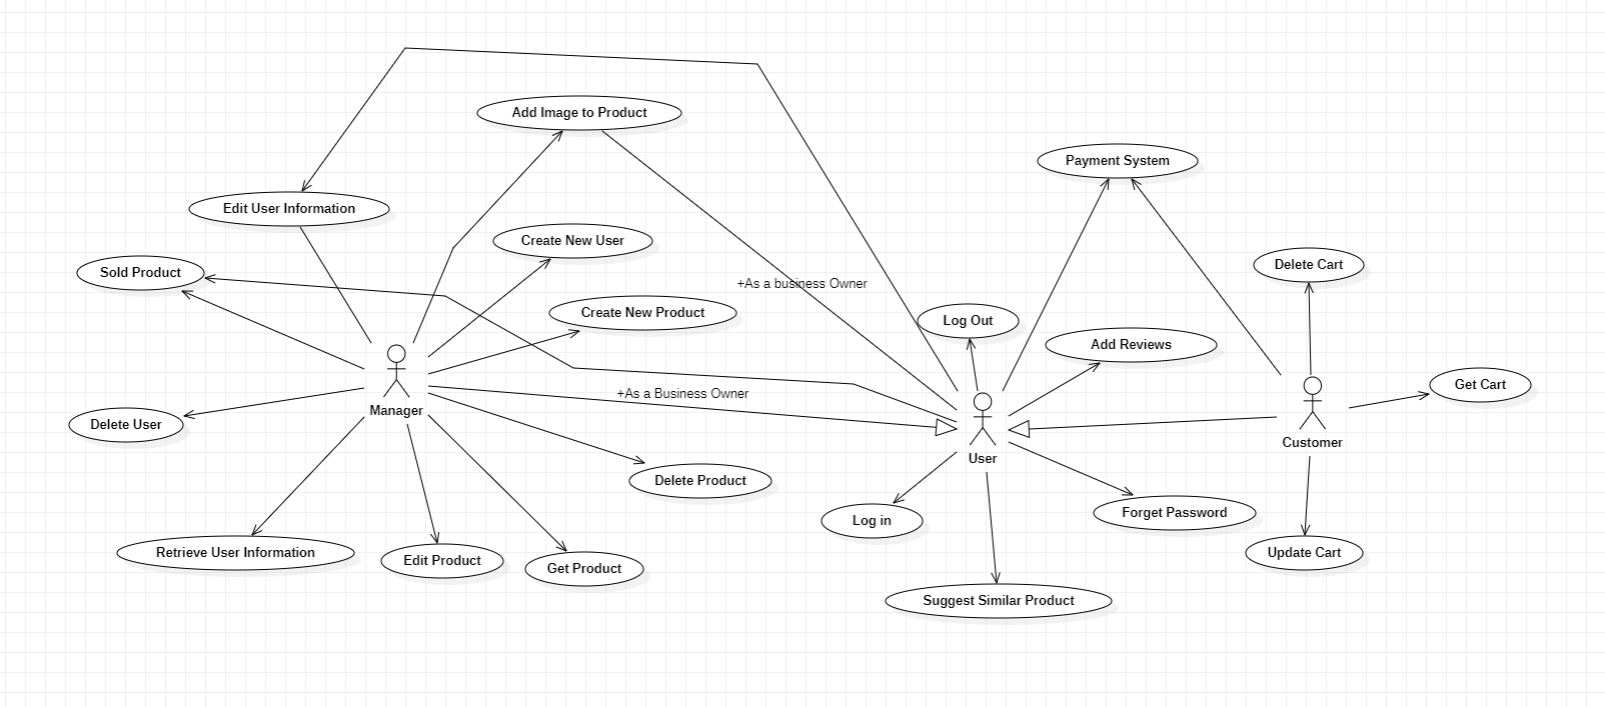 Add Image to Product
Payment System
Edit User Information
Create New User
Sold Product
Delete Cart
+As a business Owner
Create New Product
Log Out
Add Reviews
Get Cart
+As a Business Owner
Manager
Delete User
Customer
User
Delete Product
Forget Password
Log in
Retrieve User Information
Edit Product
Get Product
Update Cart
Suggest Similar Product